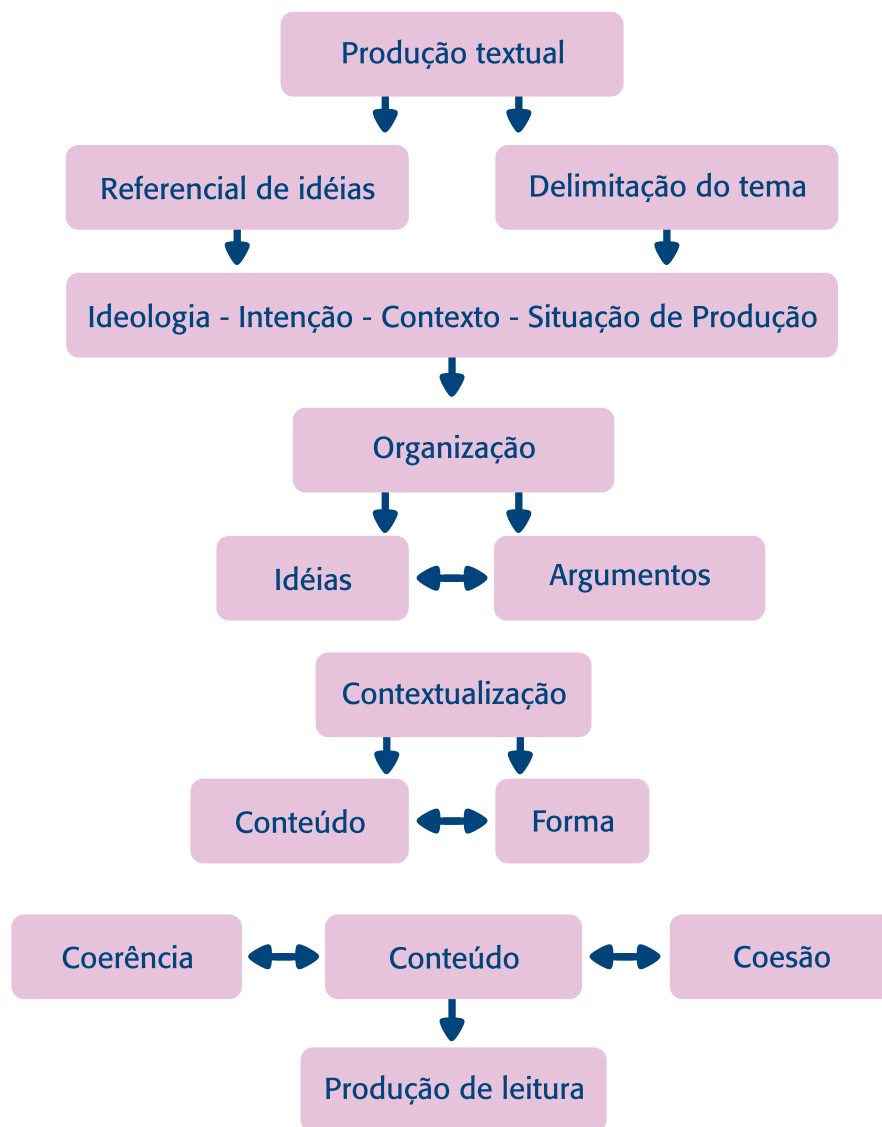 Produção textual
Referencial de idéias
Delimitação do tema
Ideologia - Intenção - Contexto - Situação de Produção
Organização
Idéias
Argumentos
Contextualização
Conteúdo
Forma
Coerência
Conteúdo
Coesão
Produção de leitura